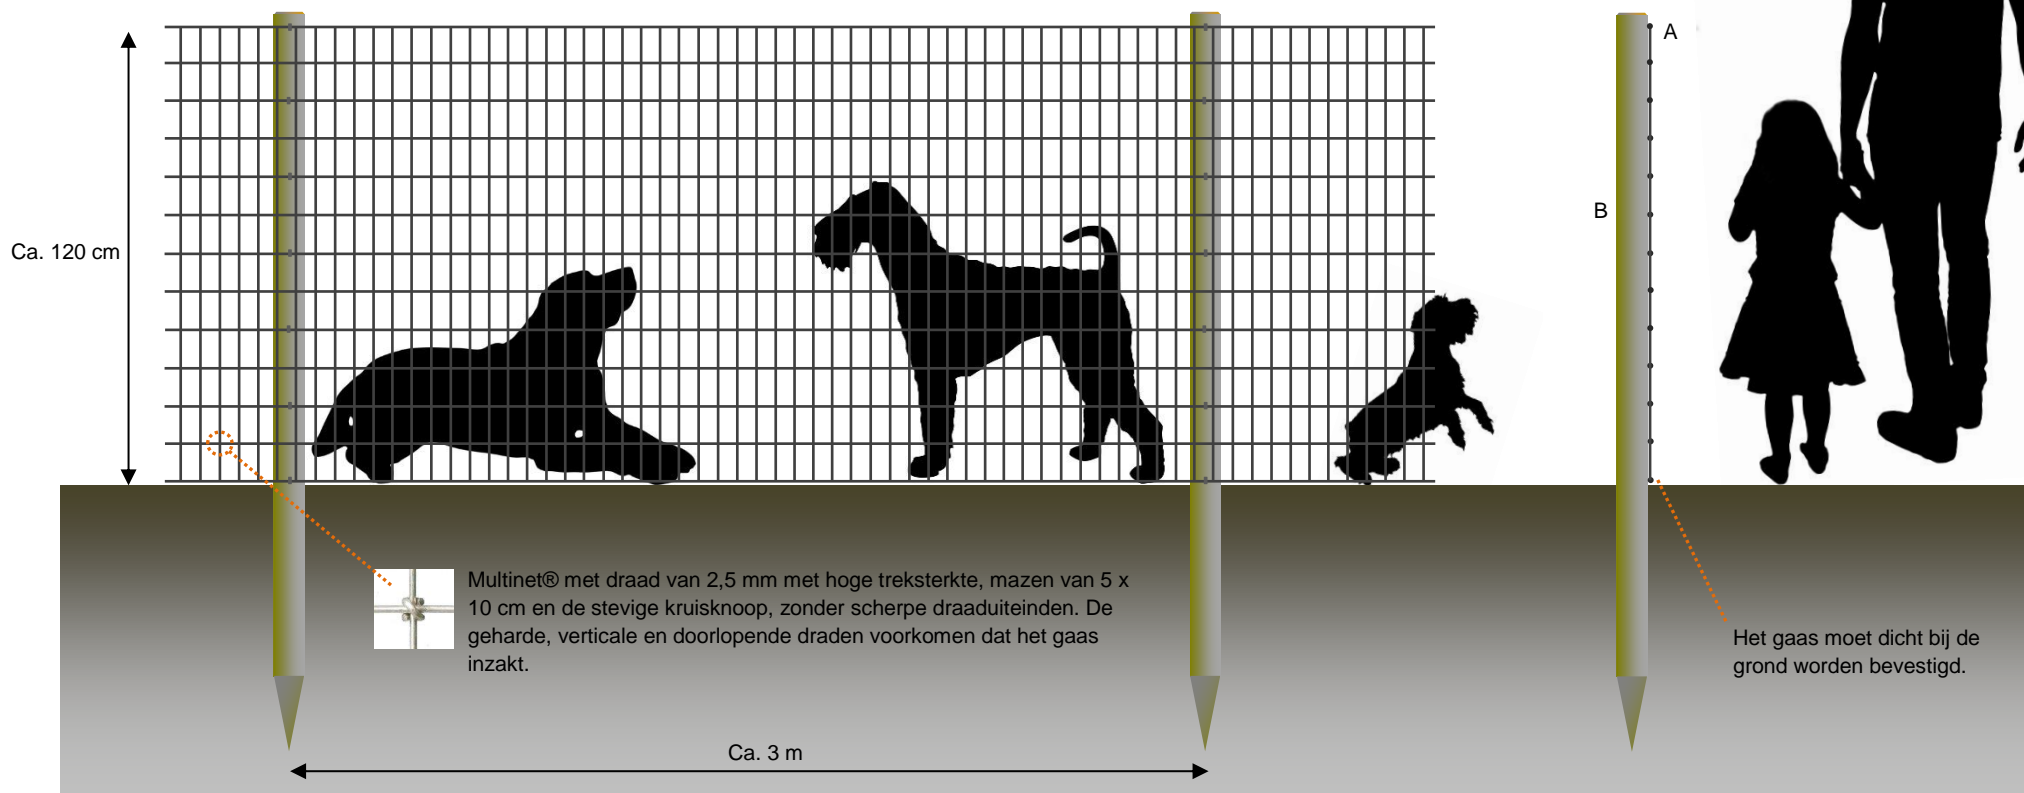 A
B
Ca. 120 cm
Multinet® met draad van 2,5 mm met hoge treksterkte, mazen van 5 x
10 cm en de stevige kruisknoop, zonder scherpe draaduiteinden. De
geharde, verticale en doorlopende draden voorkomen dat het gaas
inzakt.
Het gaas moet dicht bij de
grond worden bevestigd.
Ca. 3 m